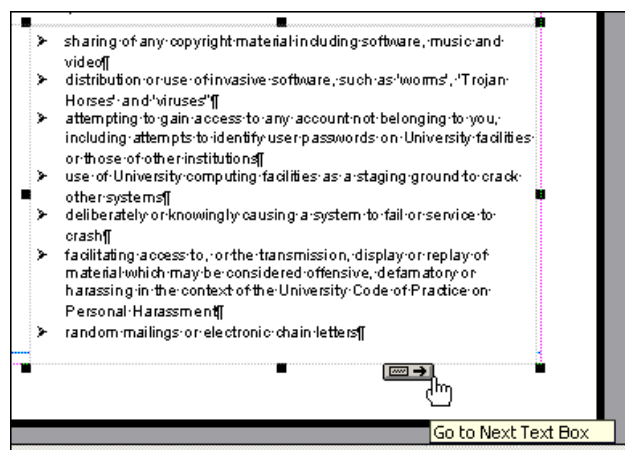 ➢ sharing·of·any·copyright·material·including·software,·music·and·
video¶
➢ distribution·or·use·of·invasive·software,·such·as·'worms',·'Trojan·
Horses'·and·'viruses''¶
➢ attempting·to·gain·access·to·any·account·not·belonging·to·you,·
including·attempts·to·identify·user·passwords·on·University·facilities·
or·those·of·other·institutions¶
➢ use·of·University·computing·facilities·as·a·staging·ground·to·crack·
other·systems¶
➢ deliberately·or·knowingly·causing·a·system·to·fail·or·service·to·
crash¶
➢ facilitating·access·to,·or·the·transmission,·display·or·replay·of·
material·which·may·be·considered·offensive,·defamatory·or·
harassing·in·the·context·of·the·University·Code·of·Practice·on·
Personal·Harassment¶
➢ random·mailings·or·electronic·chain·letters¶
Go to Next Text Box